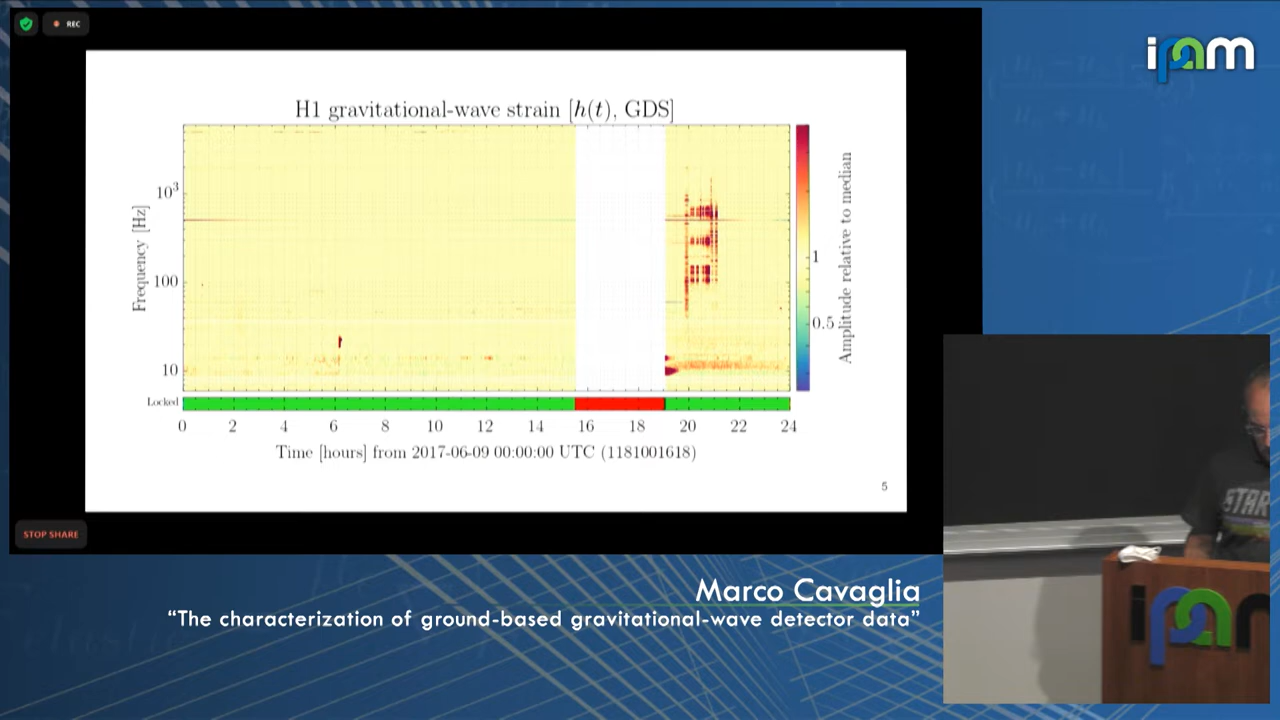 REC
ipam
H1 gravitational-wave strain [h(t), GDS]
Frequency [Hz]
10³
100
10
Amplitude relative to median
1
0.5
Locked
0 2 4 6 8 10 12 14 16 18 20 22 24
Time [hours] from 2017-06-09 00:00:00 UTC (1181001618)
5
STOP SHARE
STAR
ipam
Marco Cavaglia
“The characterization of ground-based gravitational-wave detector data”